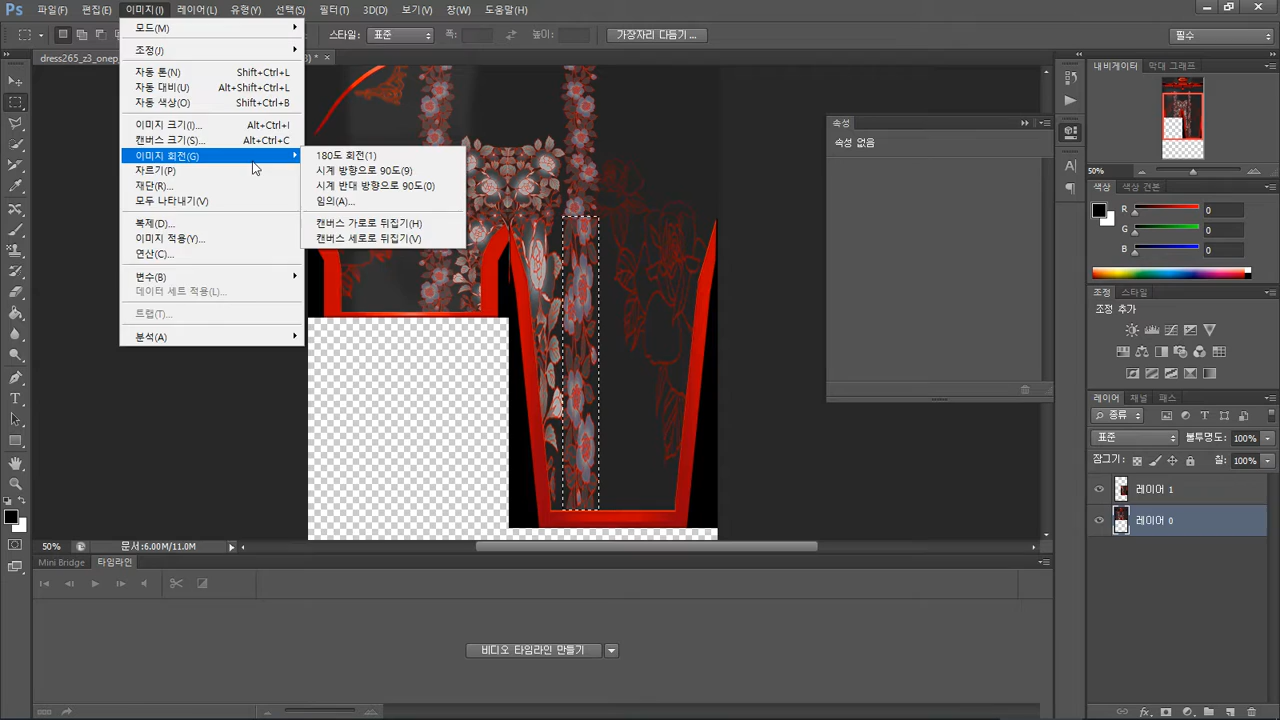 Ps 파일(F) 편집(E) 이미지(I) 레이어(L) 유형(Y) 선택(S) 필터(T) 3D(D) 보기(V) 창(W) 도움말(H)
스타일: 표준 폭: 높이: 가장자리 다듬기 ... 필수
dress265_z3_onep
모드(M)
조정(J)
자동 톤(N) Shift+Ctrl+L
자동 대비(U) Alt+Shift+Ctrl+L
자동 색상(O) Shift+Ctrl+B
이미지 크기(I)... Alt+Ctrl+I
캔버스 크기(S)... Alt+Ctrl+C
이미지 회전(G)
자르기(P)
재단(R)...
모두 나타내기(V)
복제(D)...
이미지 적용(Y)...
연산(C)...
변수(B)
데이터 세트 적용(L)...
트랩(T)...
분석(A)
180도 회전(1)
시계 방향으로 90도(9)
시계 반대 방향으로 90도(0)
임의(A)...
캔버스 가로로 뒤집기(H)
캔버스 세로로 뒤집기(V)
속성
속성 없음
내비게이터 막대 그래프
50%
색상 색상 견본
R 0
G 0
B 0
조정 스타일
조정 추가
레이어 채널 패스
종류
표준 불투명도: 100%
잠그기: 칠: 100%
레이어 1
레이어 0
50% 문서:6.00M/11.0M
Mini Bridge 타임라인
비디오 타임라인 만들기